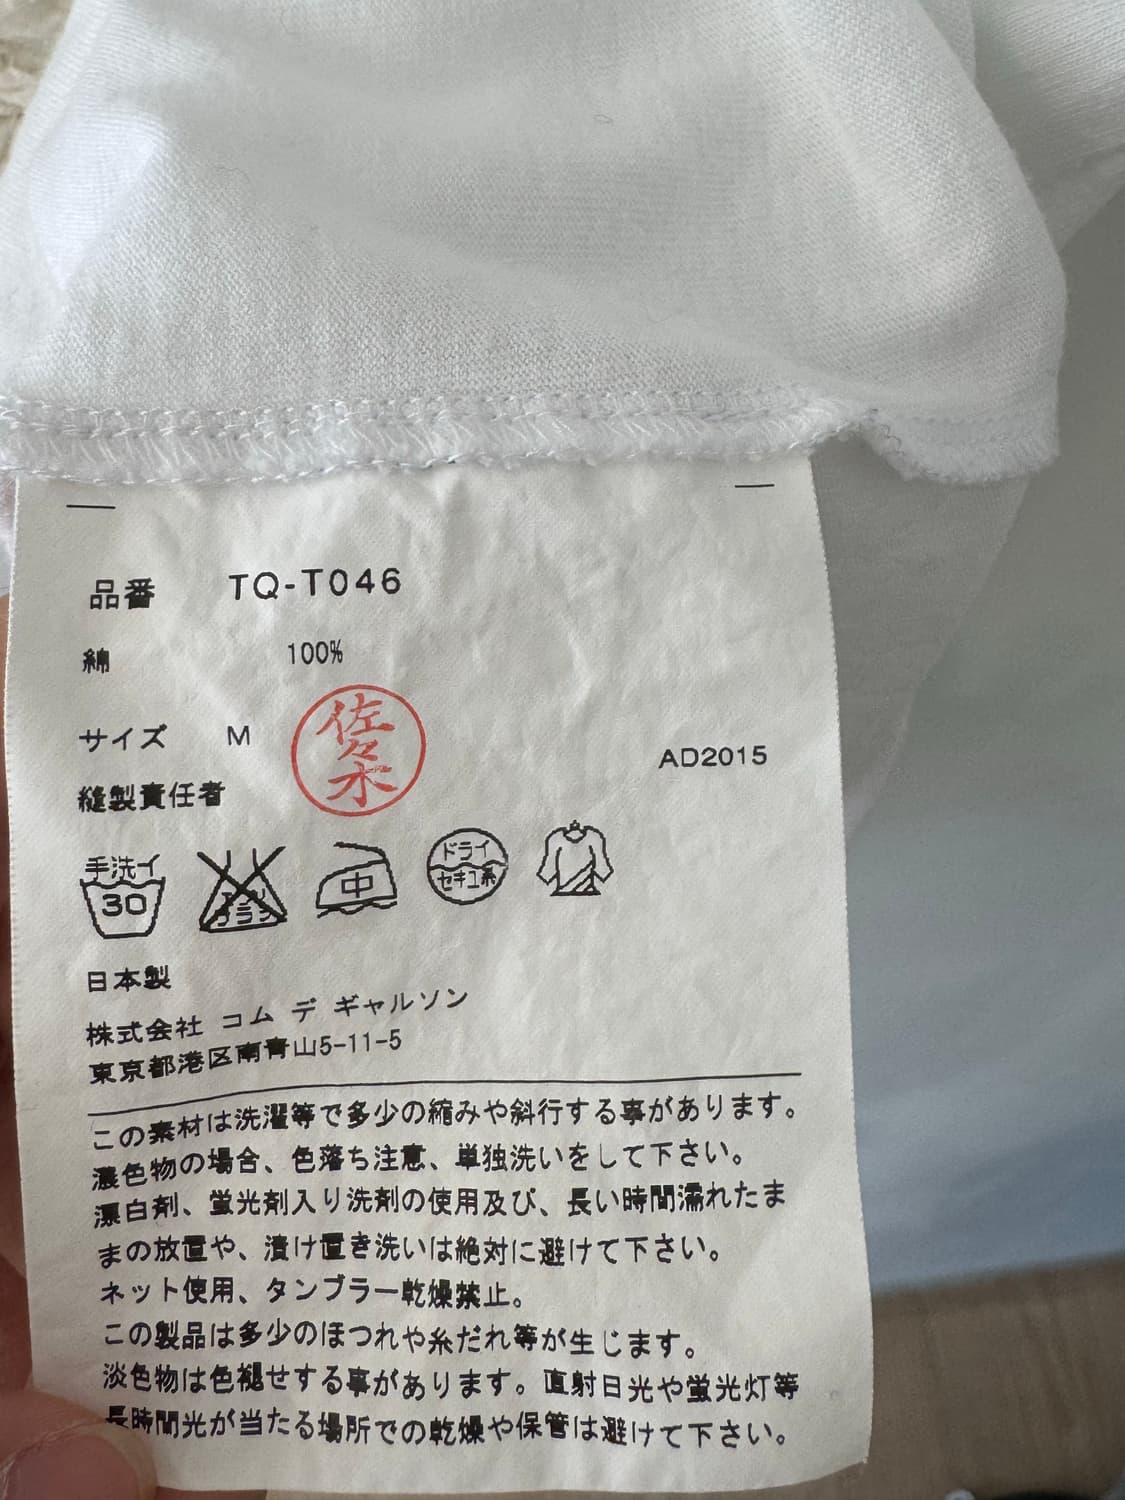 品番 TQ-T046
綿 100%
サイズ M
佐々木
AD2015
縫製責任者
手洗イ
30
エンソ
サラシ
中
ドライ
セキユ系
日本製
株式会社 コム デ ギャルソン
東京都港区南青山5-11-5
この素材は洗濯等で多少の縮みや斜行する事があります。
濃色物の場合、色落ち注意、単独洗いをして下さい。
漂白剤、蛍光剤入り洗剤の使用及び、長い時間濡れたま
まの放置や、漬け置き洗いは絶対に避けて下さい。
ネット使用、タンブラー乾燥禁止。
この製品は多少のほつれや糸だれ等が生じます。
淡色物は色褪せする事があります。直射日光や蛍光灯等
長時間光が当たる場所での乾燥や保管は避けて下さい。